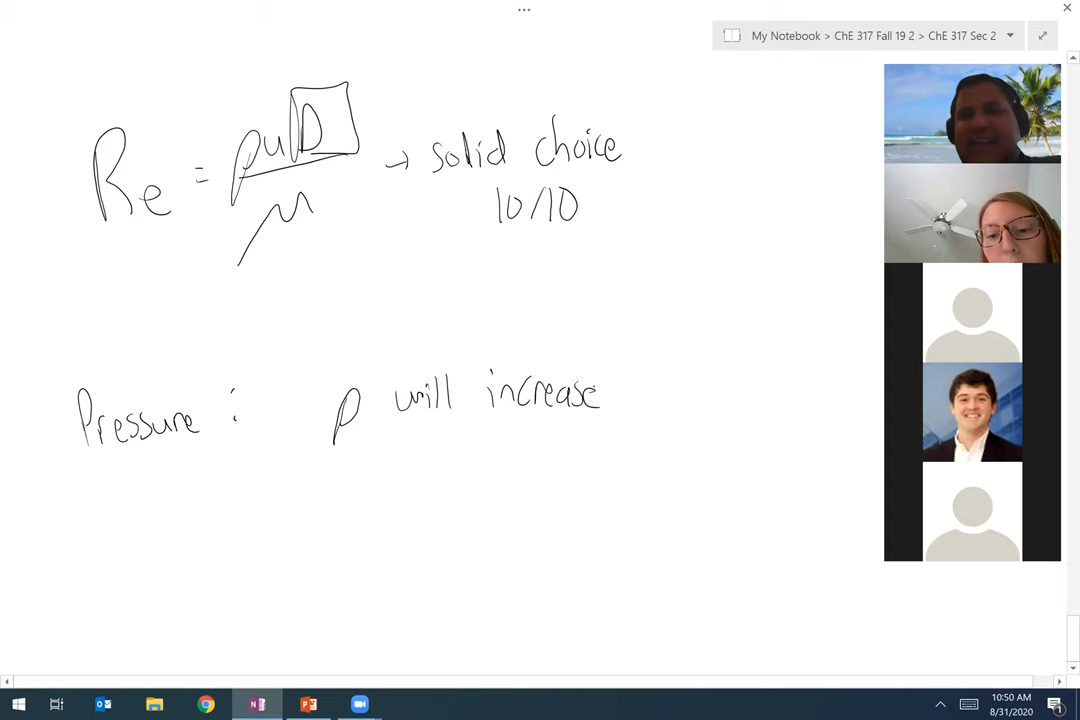 My Notebook > ChE 317 Fall 19 2 > ChE 317 Sec 2
Re = ρuD/μ → solid choice
10/10
Pressure : ρ will increase
10:50 AM
8/31/2020